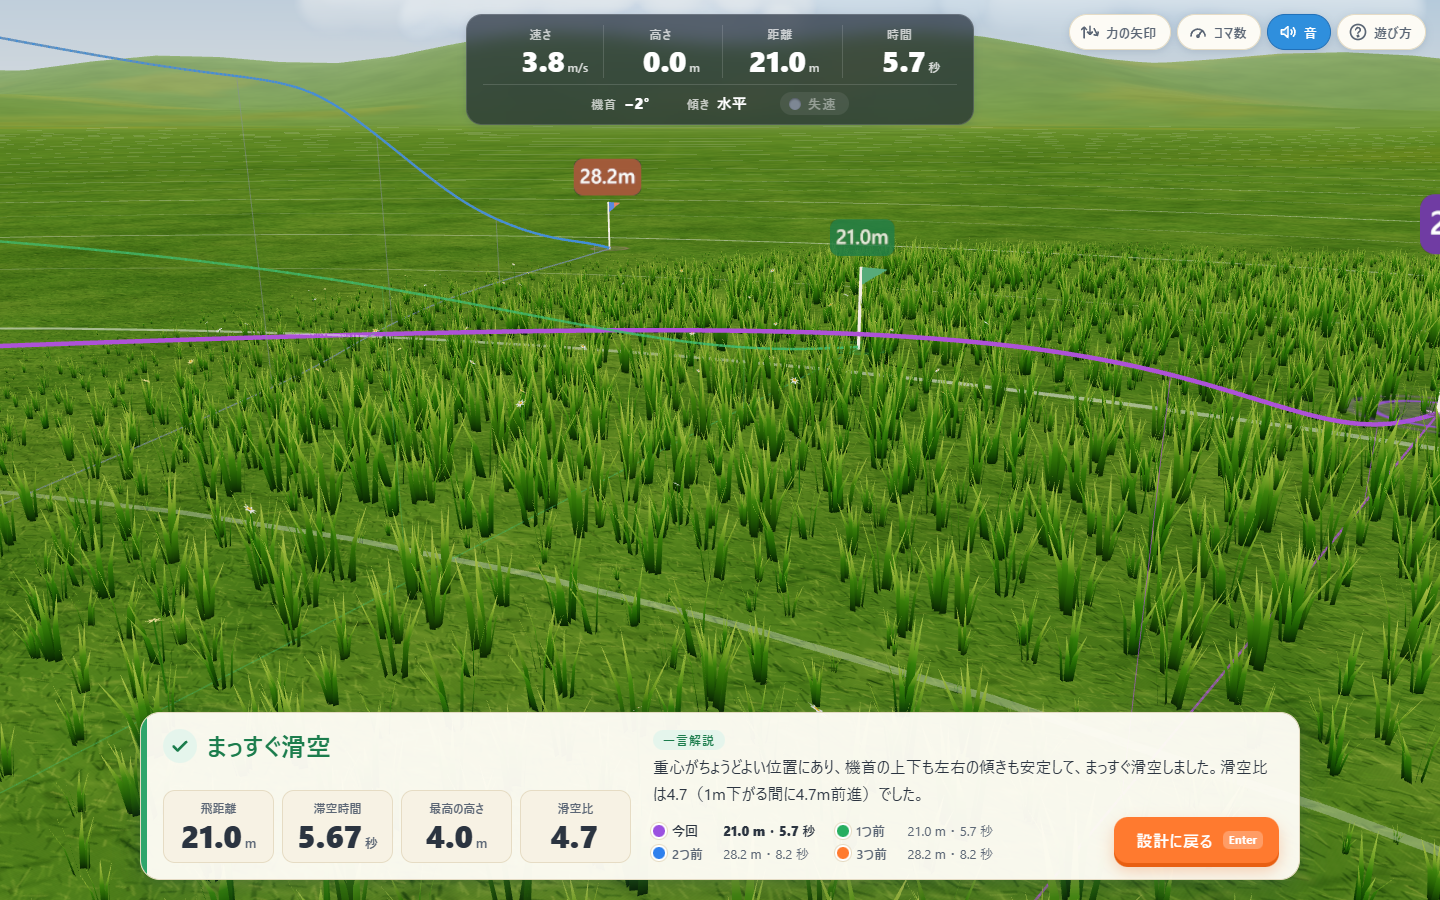 速さ 高さ 距離 時間
3.8 m/s 0.0 m 21.0 m 5.7 秒
機首 −2° 傾き 水平 失速
力の矢印 コマ数 音 遊び方
28.2m
21.0m
まっすぐ滑空
飛距離 滞空時間 最高の高さ 滑空比
21.0 m 5.67 秒 4.0 m 4.7
一言解説
重心がちょうどよい位置にあり、機首の上下も左右の傾きも安定して、まっすぐ滑空しました。滑空比
は4.7（1m下がる間に4.7m前進）でした。
今回 21.0 m・5.7 秒 1つ前 21.0 m・5.7 秒
2つ前 28.2 m・8.2 秒 3つ前 28.2 m・8.2 秒
設計に戻る Enter